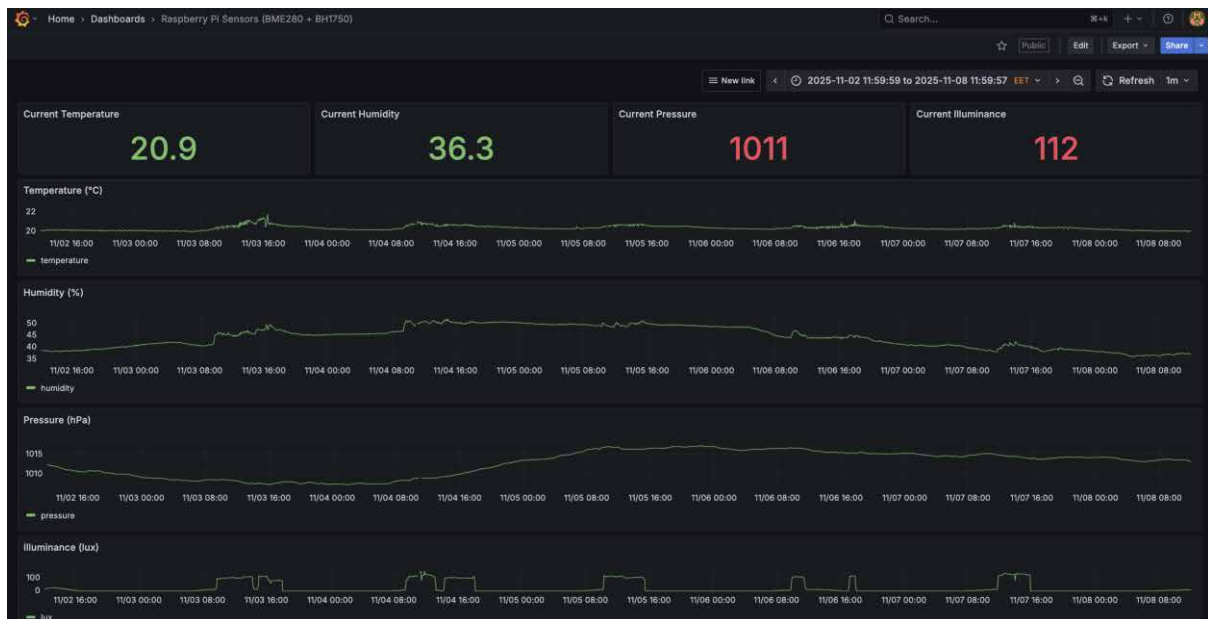 Home › Dashboards › Raspberry Pi Sensors (BME280 + BH1750) Search... ⌘+k
Public Edit Export Share
New link 2025-11-02 11:59:59 to 2025-11-08 11:59:57 EET Refresh 1m
Current Temperature Current Humidity Current Pressure Current Illuminance
20.9 36.3 1011 112
Temperature (°C)
22
20
11/02 16:00 11/03 00:00 11/03 08:00 11/03 16:00 11/04 00:00 11/04 08:00 11/04 16:00 11/05 00:00 11/05 08:00 11/05 16:00 11/06 00:00 11/06 08:00 11/06 16:00 11/07 00:00 11/07 08:00 11/07 16:00 11/08 00:00 11/08 08:00
temperature
Humidity (%)
50
45
40
35
11/02 16:00 11/03 00:00 11/03 08:00 11/03 16:00 11/04 00:00 11/04 08:00 11/04 16:00 11/05 00:00 11/05 08:00 11/05 16:00 11/06 00:00 11/06 08:00 11/06 16:00 11/07 00:00 11/07 08:00 11/07 16:00 11/08 00:00 11/08 08:00
humidity
Pressure (hPa)
1015
1010
11/02 16:00 11/03 00:00 11/03 08:00 11/03 16:00 11/04 00:00 11/04 08:00 11/04 16:00 11/05 00:00 11/05 08:00 11/05 16:00 11/06 00:00 11/06 08:00 11/06 16:00 11/07 00:00 11/07 08:00 11/07 16:00 11/08 00:00 11/08 08:00
pressure
Illuminance (lux)
100
0
11/02 16:00 11/03 00:00 11/03 08:00 11/03 16:00 11/04 00:00 11/04 08:00 11/04 16:00 11/05 00:00 11/05 08:00 11/05 16:00 11/06 00:00 11/06 08:00 11/06 16:00 11/07 00:00 11/07 08:00 11/07 16:00 11/08 00:00 11/08 08:00
lux